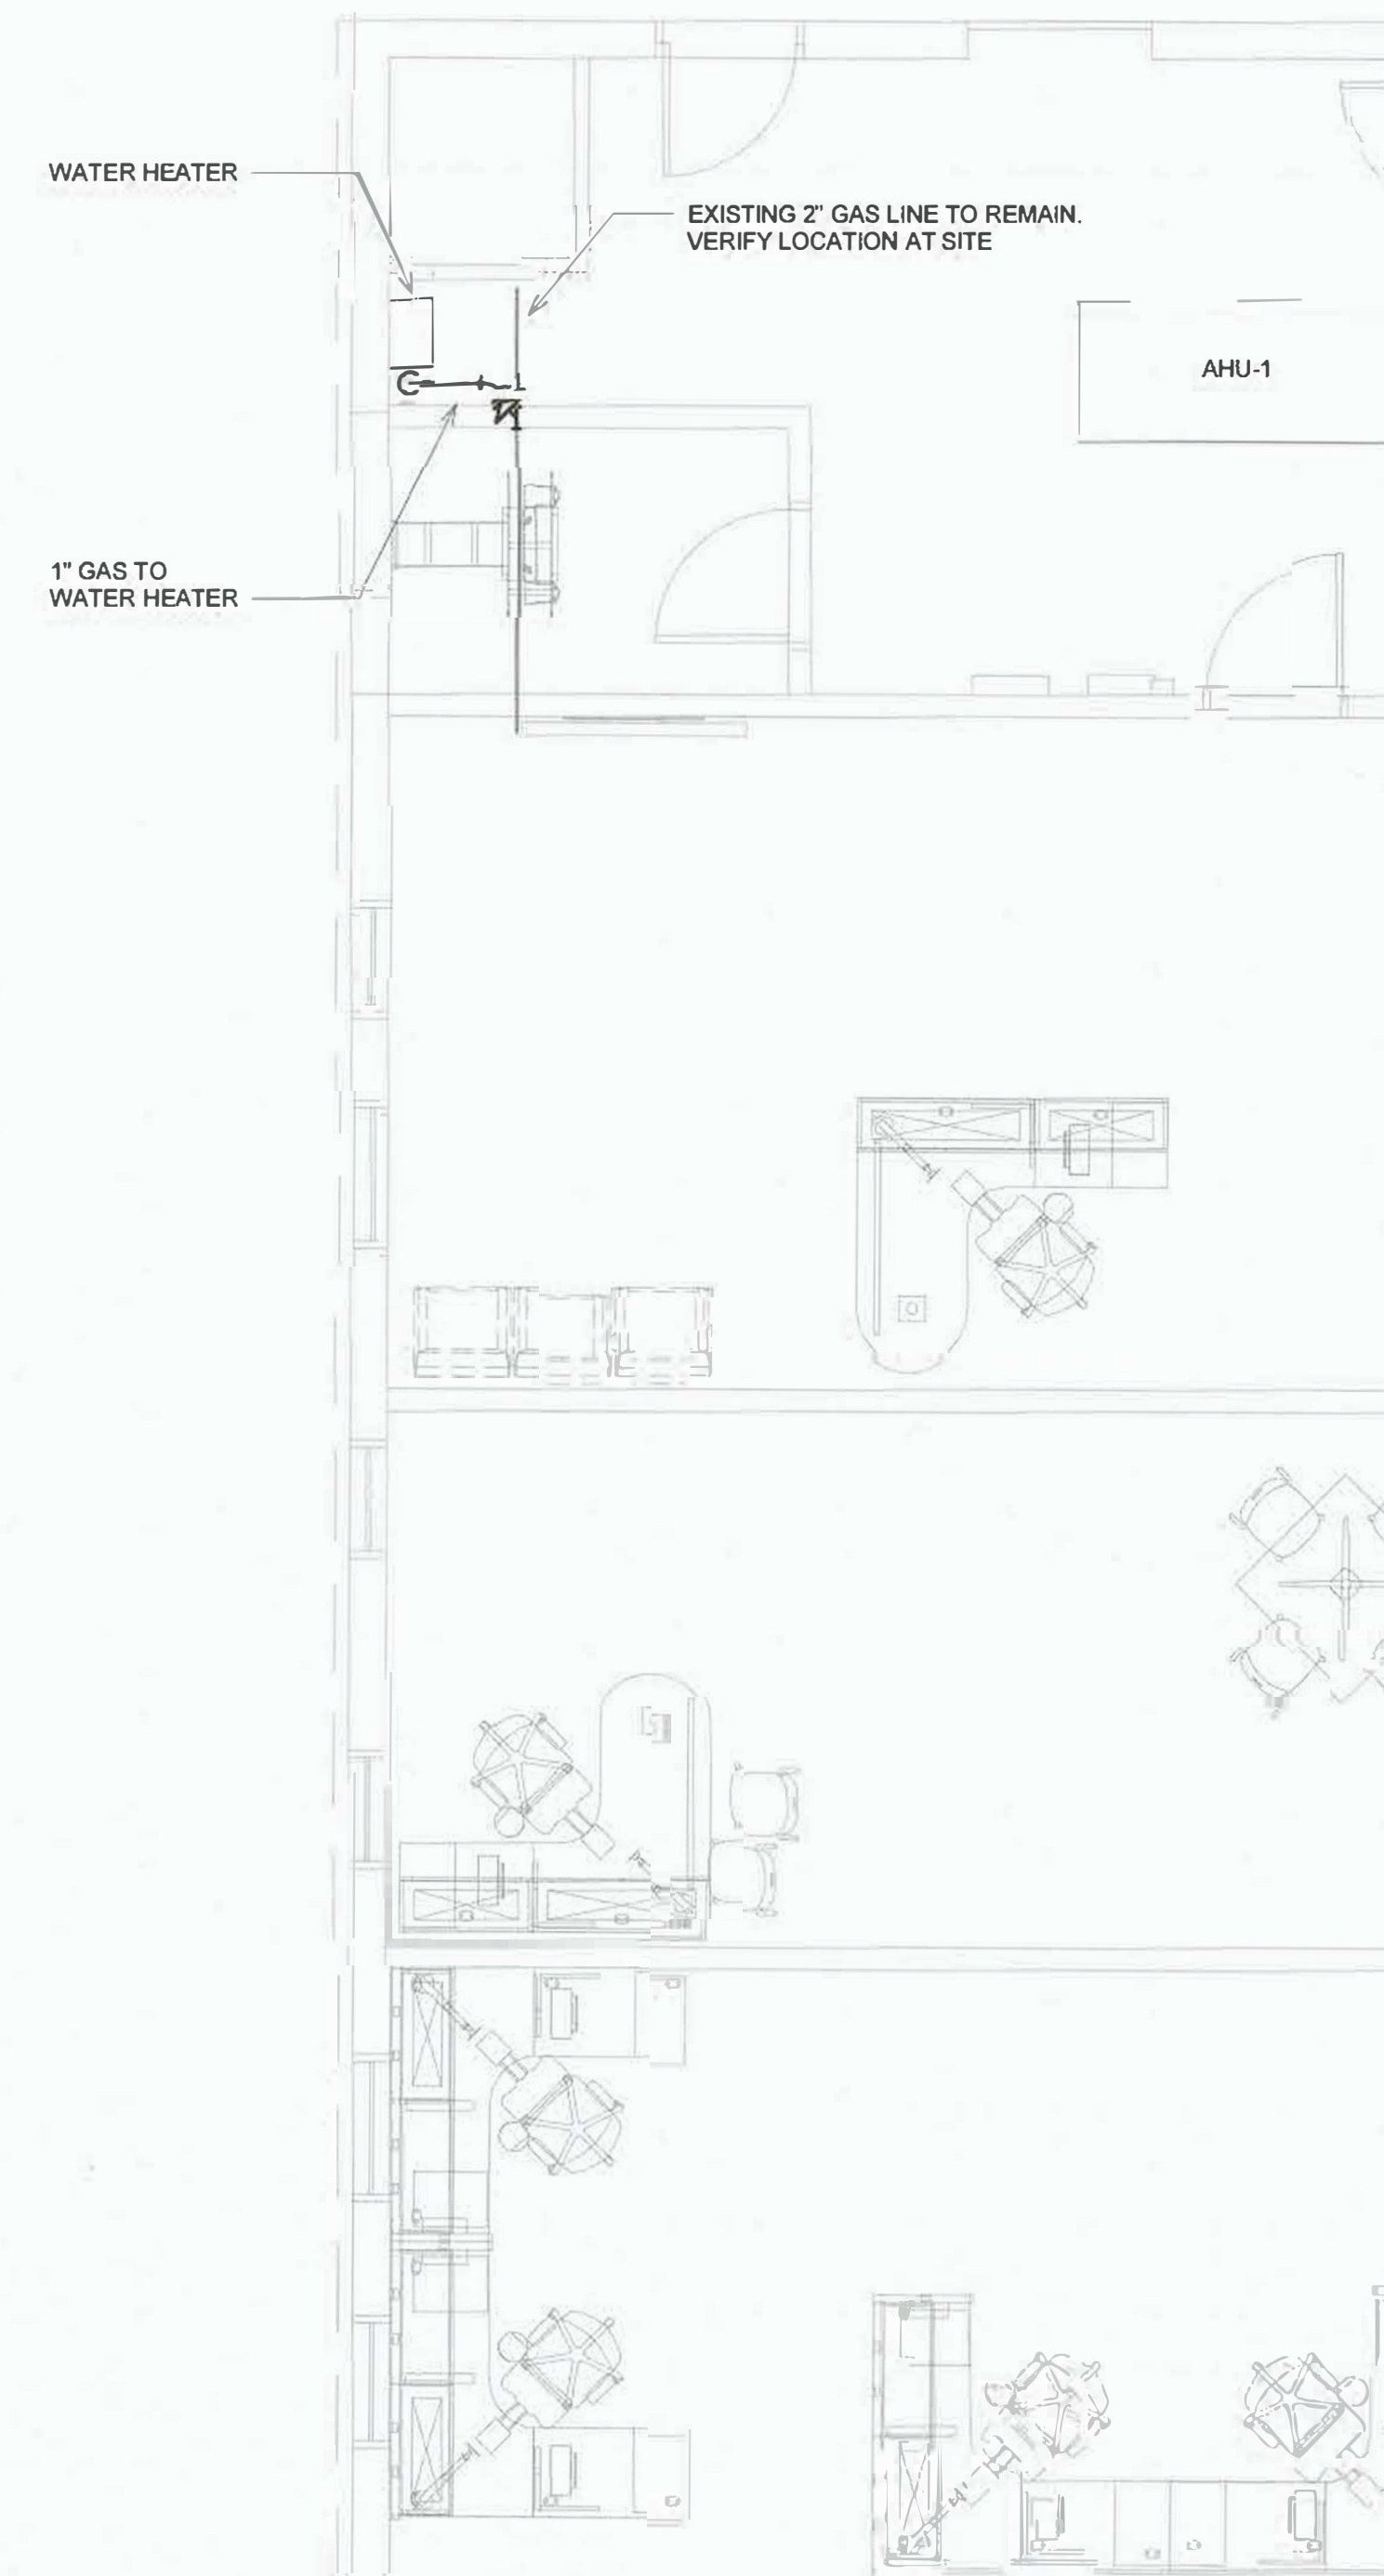 WATER HEATER
EXISTING 2" GAS LINE TO REMAIN.
VERIFY LOCATION AT SITE
AHU-1
1" GAS TO
WATER HEATER